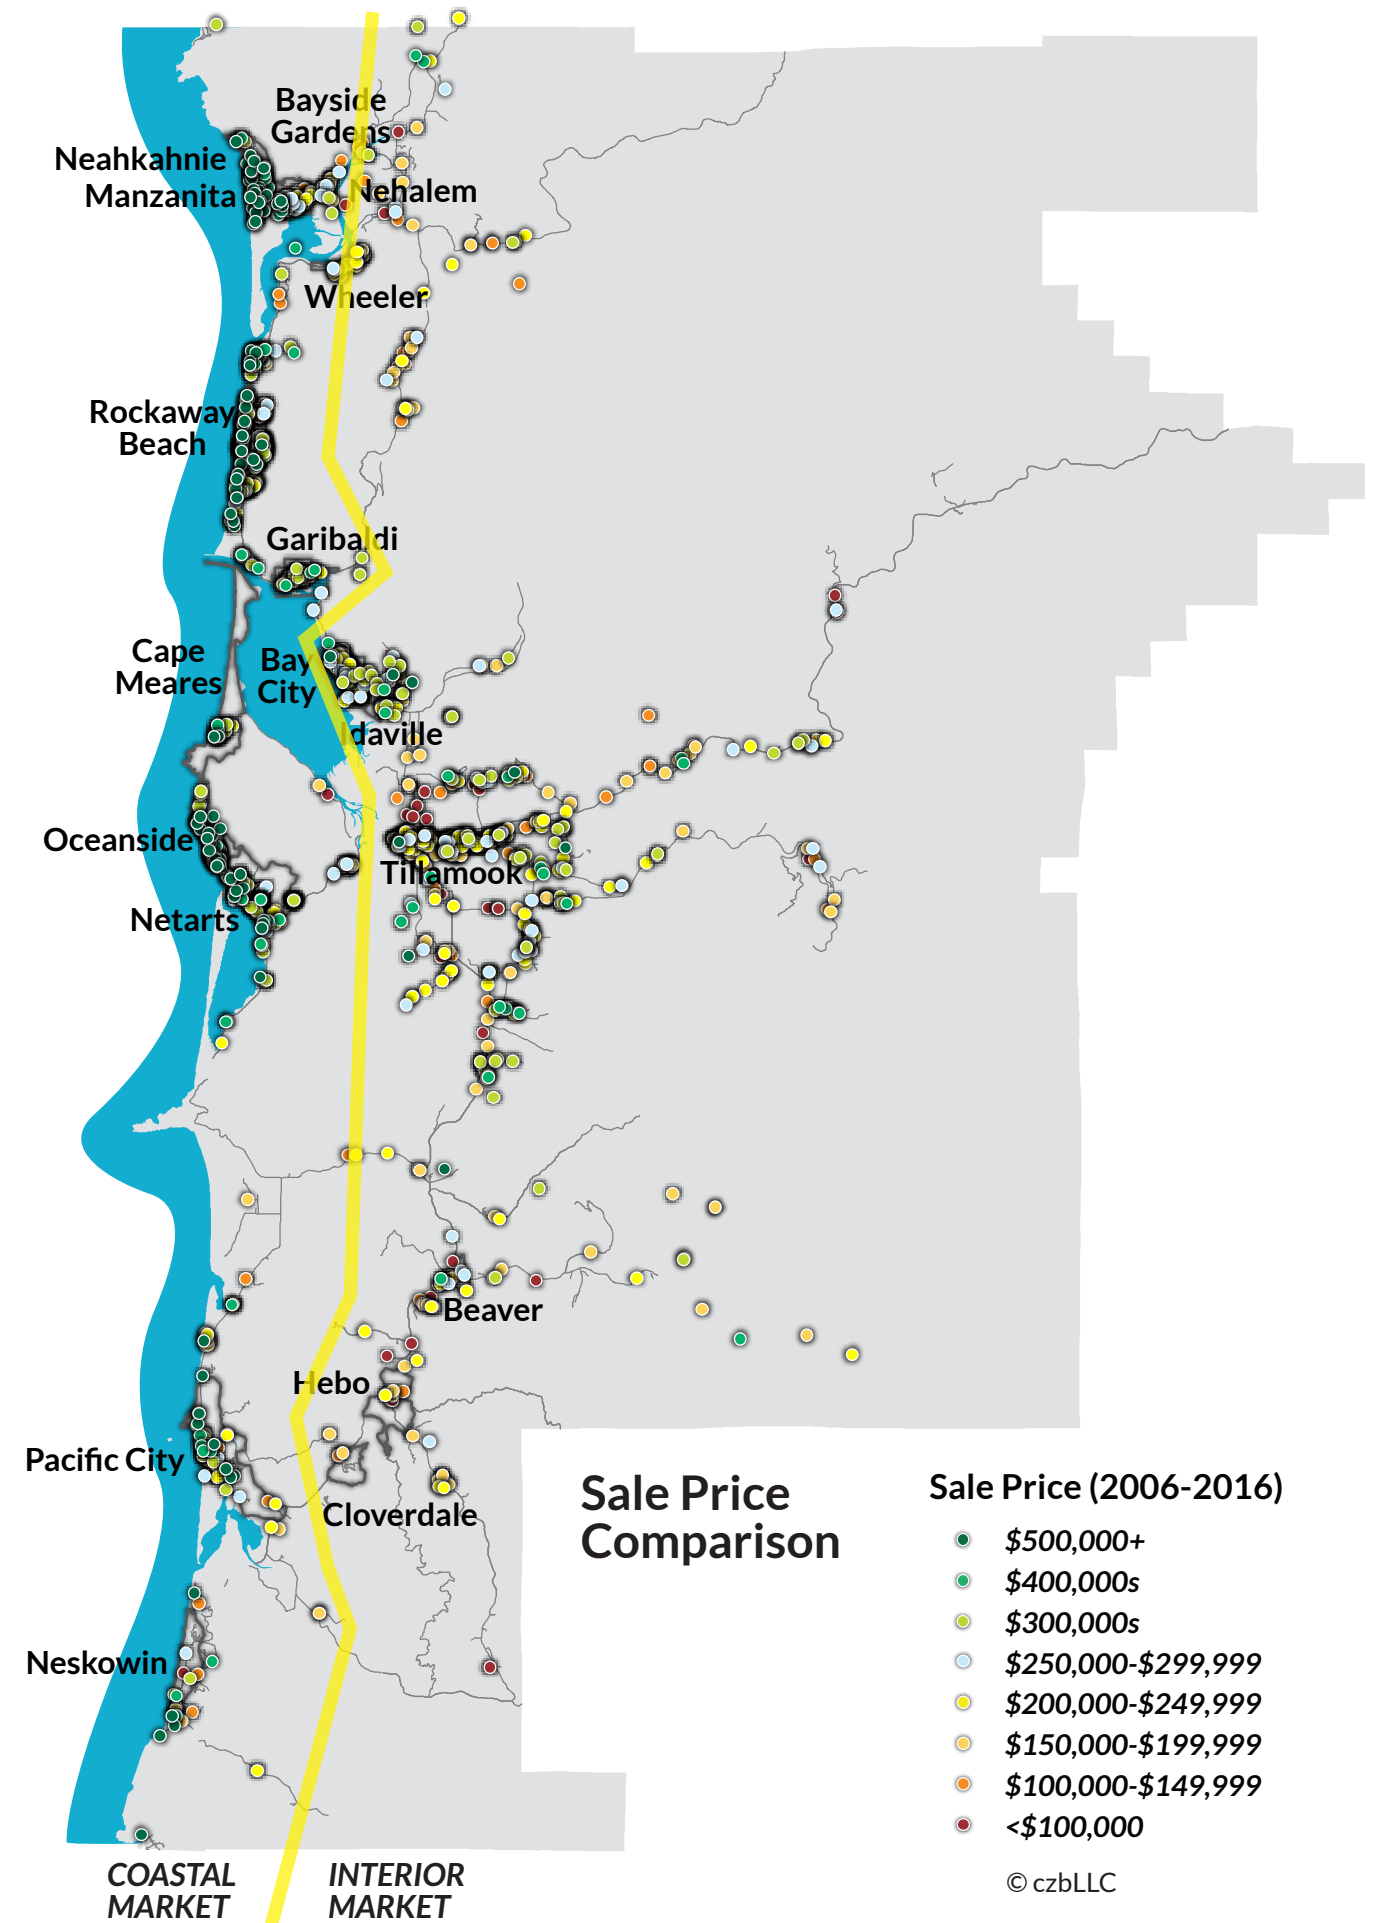 Bayside
Gardens
Neahkahnie
Manzanita
Nehalem
Wheeler
Rockaway
Beach
Garibaldi
Cape
Meares
Bay
City
Idaville
Oceanside
Tillamook
Netarts
Beaver
Hebo
Pacific City
Cloverdale
Neskowin
Sale Price
Comparison
Sale Price (2006-2016)
$500,000+
$400,000s
$300,000s
$250,000-$299,999
$200,000-$249,999
$150,000-$199,999
$100,000-$149,999
<$100,000
© czbLLC
COASTAL
MARKET
INTERIOR
MARKET